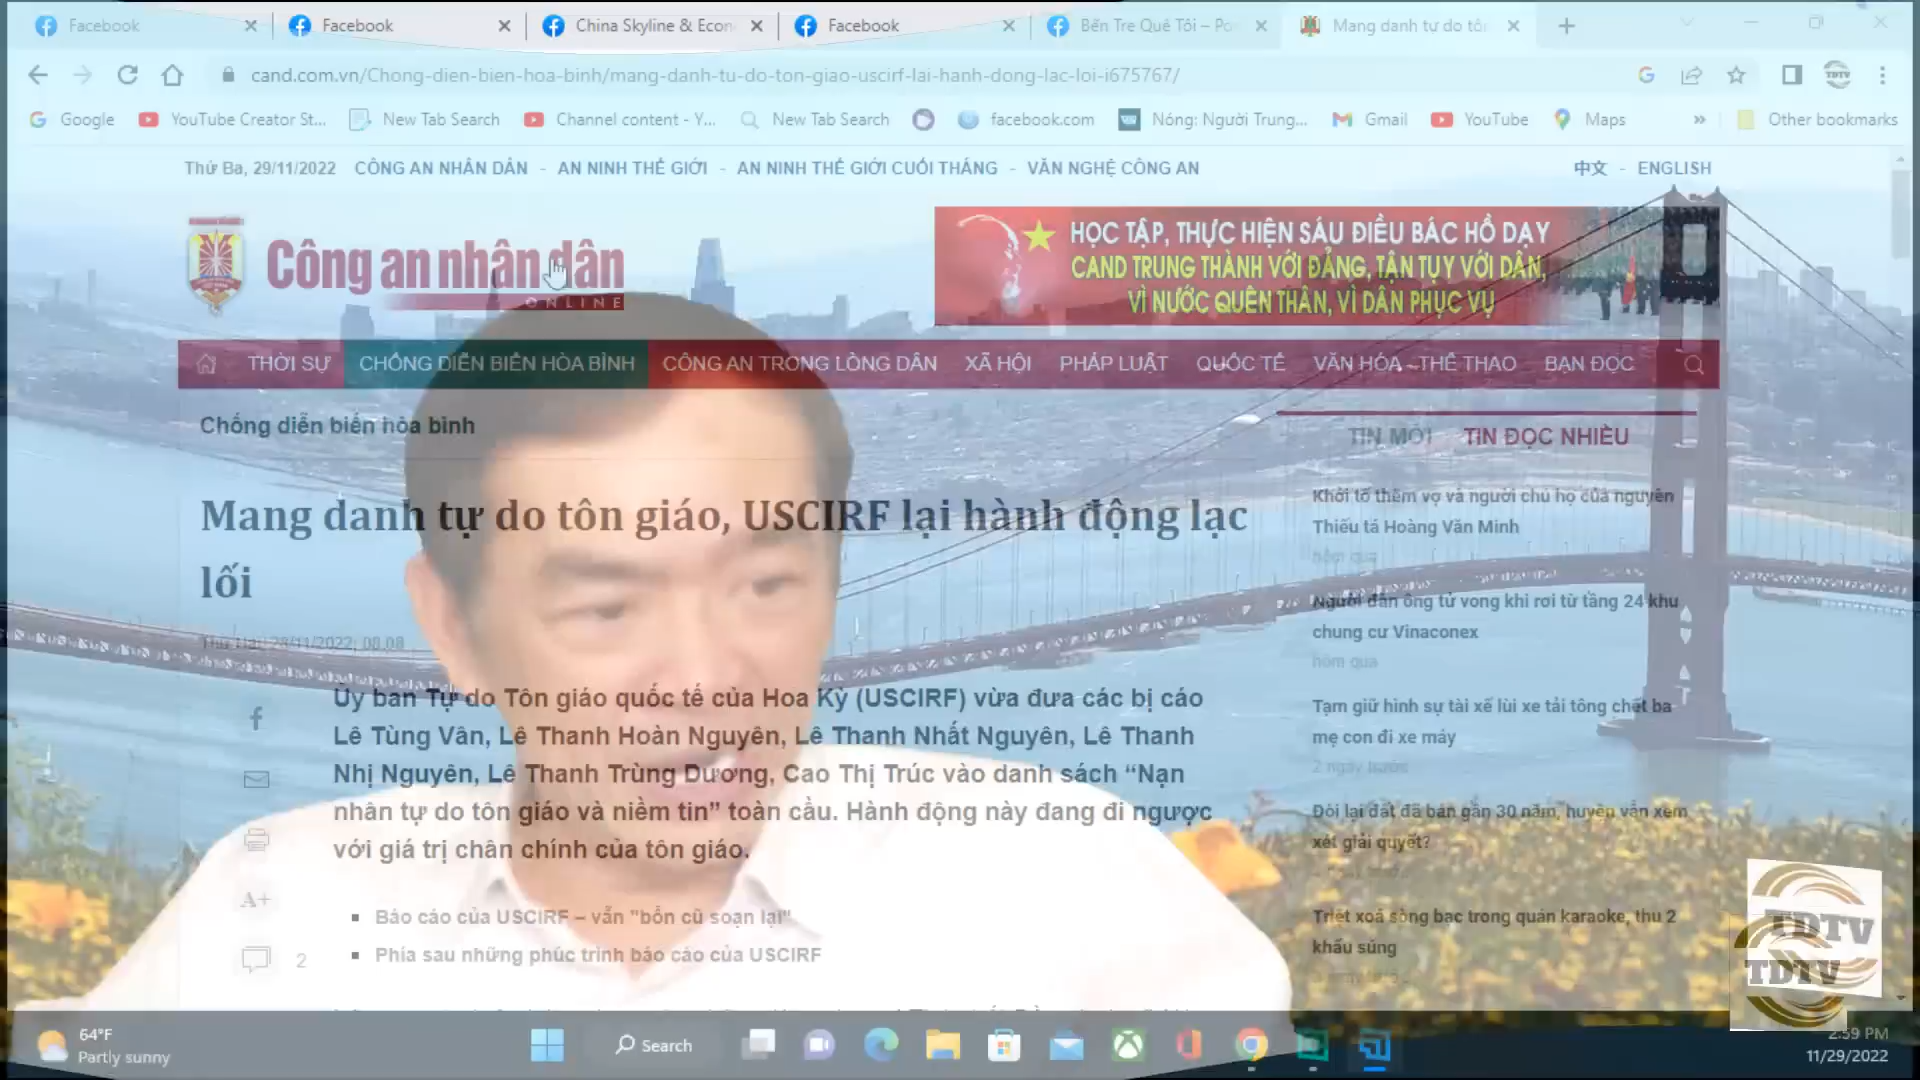 Facebook
Facebook
China Skyline & Econ
Facebook
Bến Tre Quê Tôi – Po
Mang danh tự do tôn
cand.com.vn/Chong-dien-bien-hoa-binh/mang-danh-tu-do-ton-giao-uscirf-lai-hanh-dong-lac-loi-i675767/
Google
YouTube Creator St...
New Tab Search
Channel content - Y...
New Tab Search
facebook.com
Nóng: Người Trung...
Gmail
YouTube
Maps
»
Other bookmarks
Thứ Ba, 29/11/2022 CÔNG AN NHÂN DÂN - AN NINH THẾ GIỚI - AN NINH THẾ GIỚI CUỐI THÁNG - VĂN NGHỆ CÔNG AN
中文 - ENGLISH
Công an nhân dân
ONLINE
HỌC TẬP, THỰC HIỆN SÁU ĐIỀU BÁC HỒ DẠY
CAND TRUNG THÀNH VỚI ĐẢNG, TẬN TỤY VỚI DÂN,
VÌ NƯỚC QUÊN THÂN, VÌ DÂN PHỤC VỤ
THỜI SỰ CHỐNG DIỄN BIẾN HÒA BÌNH CÔNG AN TRONG LÒNG DÂN XÃ HỘI PHÁP LUẬT QUỐC TẾ VĂN HÓA - THỂ THAO BẠN ĐỌC
Chống diễn biến hòa bình
Mang danh tự do tôn giáo, USCIRF lại hành động lạc
lối
Thứ Hai, 28/11/2022, 08:08
Ủy ban Tự do Tôn giáo quốc tế của Hoa Kỳ (USCIRF) vừa đưa các bị cáo
Lê Tùng Vân, Lê Thanh Hoàn Nguyên, Lê Thanh Nhất Nguyên, Lê Thanh
Nhị Nguyên, Lê Thanh Trùng Dương, Cao Thị Trúc vào danh sách “Nạn
nhân tự do tôn giáo và niềm tin” toàn cầu. Hành động này đang đi ngược
với giá trị chân chính của tôn giáo.
A+
2
Báo cáo của USCIRF – vẫn "bổn cũ soạn lại"
Phía sau những phúc trình báo cáo của USCIRF
TIN MỚI TIN ĐỌC NHIỀU
Khởi tố thêm vợ và người chú họ của nguyên
Thiếu tá Hoàng Văn Minh
hôm qua
Người đàn ông tử vong khi rơi từ tầng 24 khu
chung cư Vinaconex
hôm qua
Tạm giữ hình sự tài xế lùi xe tải tông chết ba
mẹ con đi xe máy
2 ngày trước
Đòi lại đất đã bán gần 30 năm, huyện vẫn xem
xét giải quyết?
Triệt xoá sòng bạc trong quán karaoke, thu 2
khẩu súng
TDTV
TDTV
64°F
Partly sunny
Search
2:59 PM
11/29/2022